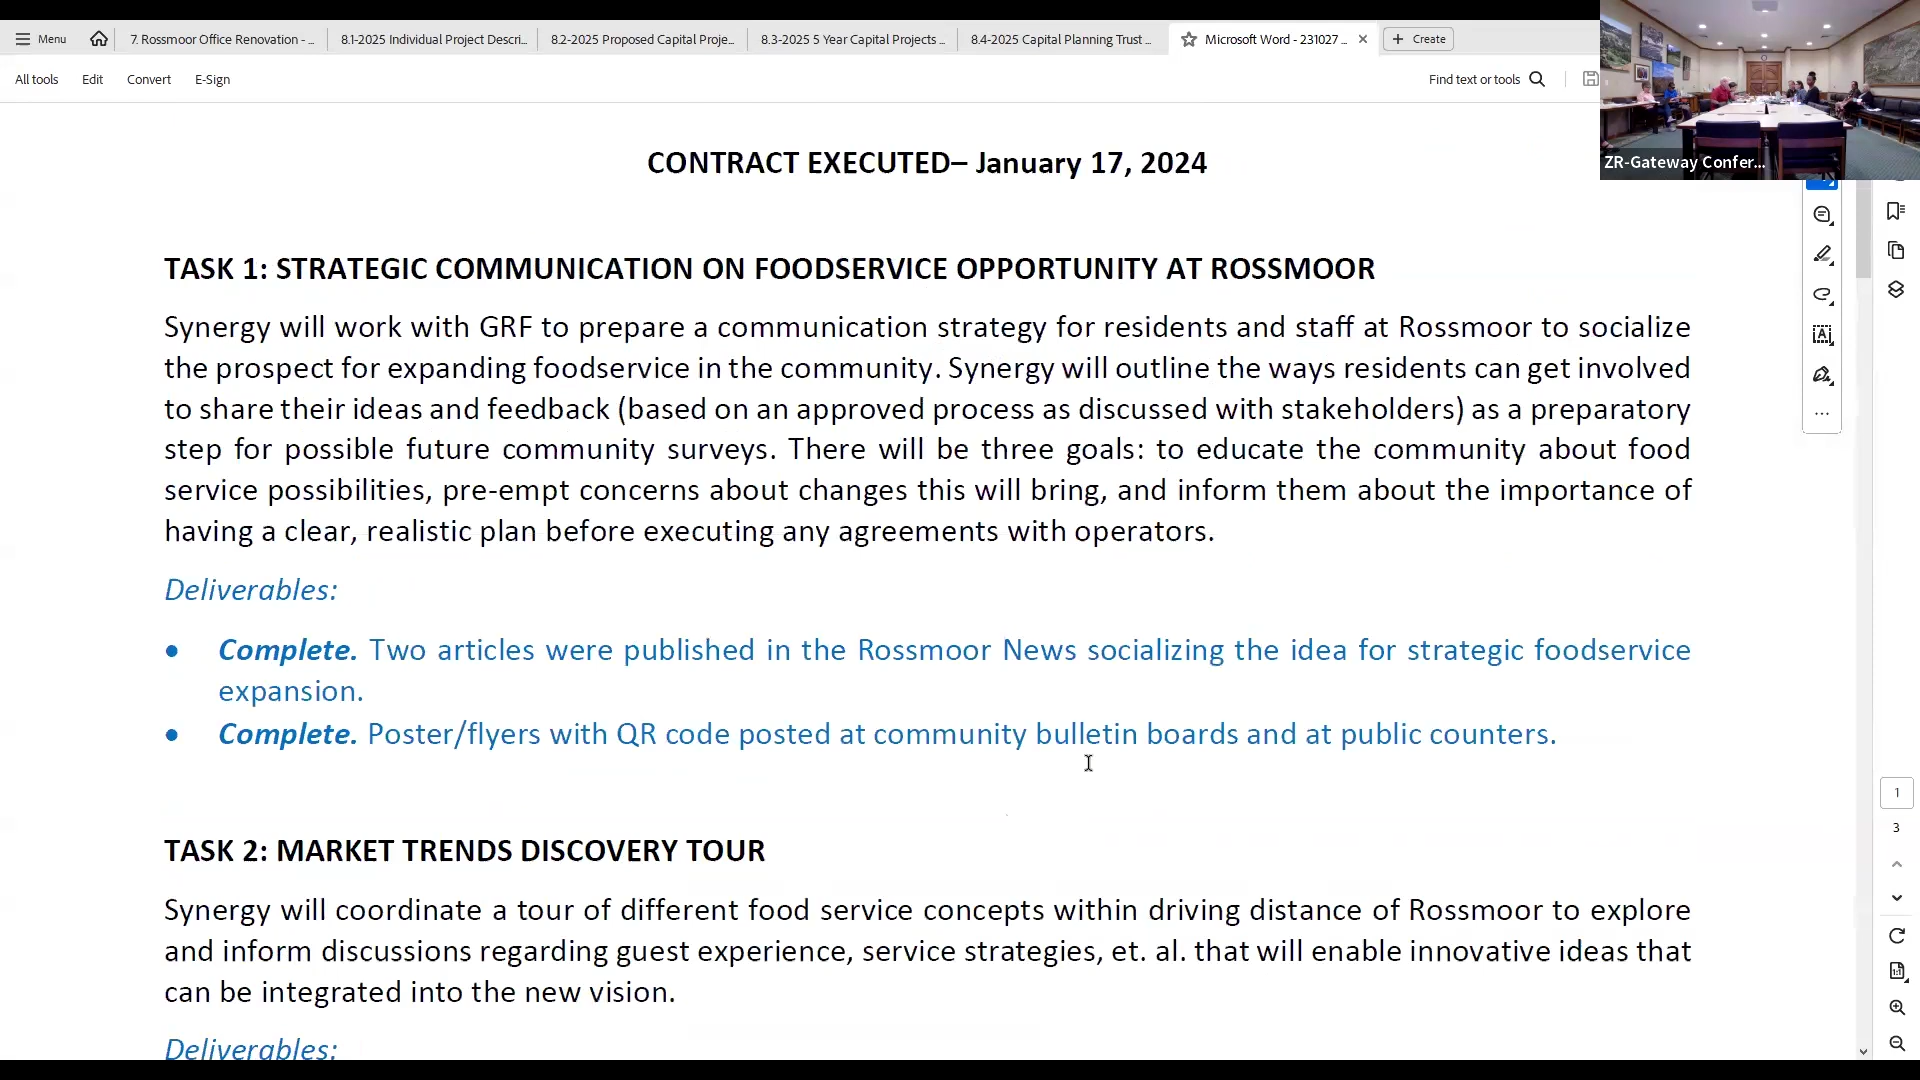 Menu
7. Rossmoor Office Renovation - ...
8.1-2025 Individual Project Descri...
8.2-2025 Proposed Capital Proje...
8.3-2025 5 Year Capital Projects ...
8.4-2025 Capital Planning Trust ...
Microsoft Word - 231027 ...
Create
All tools
Edit
Convert
E-Sign
Find text or tools
ZR-Gateway Confer...
CONTRACT EXECUTED– January 17, 2024
TASK 1: STRATEGIC COMMUNICATION ON FOODSERVICE OPPORTUNITY AT ROSSMOOR
Synergy will work with GRF to prepare a communication strategy for residents and staff at Rossmoor to socialize
the prospect for expanding foodservice in the community. Synergy will outline the ways residents can get involved
to share their ideas and feedback (based on an approved process as discussed with stakeholders) as a preparatory
step for possible future community surveys. There will be three goals: to educate the community about food
service possibilities, pre-empt concerns about changes this will bring, and inform them about the importance of
having a clear, realistic plan before executing any agreements with operators.
Deliverables:
• Complete. Two articles were published in the Rossmoor News socializing the idea for strategic foodservice
expansion.
• Complete. Poster/flyers with QR code posted at community bulletin boards and at public counters.
TASK 2: MARKET TRENDS DISCOVERY TOUR
Synergy will coordinate a tour of different food service concepts within driving distance of Rossmoor to explore
and inform discussions regarding guest experience, service strategies, et. al. that will enable innovative ideas that
can be integrated into the new vision.
Deliverables:
1
3